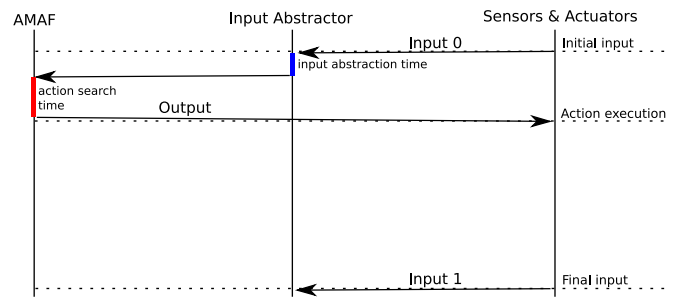 AMAF
Input Abstractor
Sensors & Actuators
Input 0
Initial input
input abstraction time
action search
time
Output
Action execution
Input 1
Final input